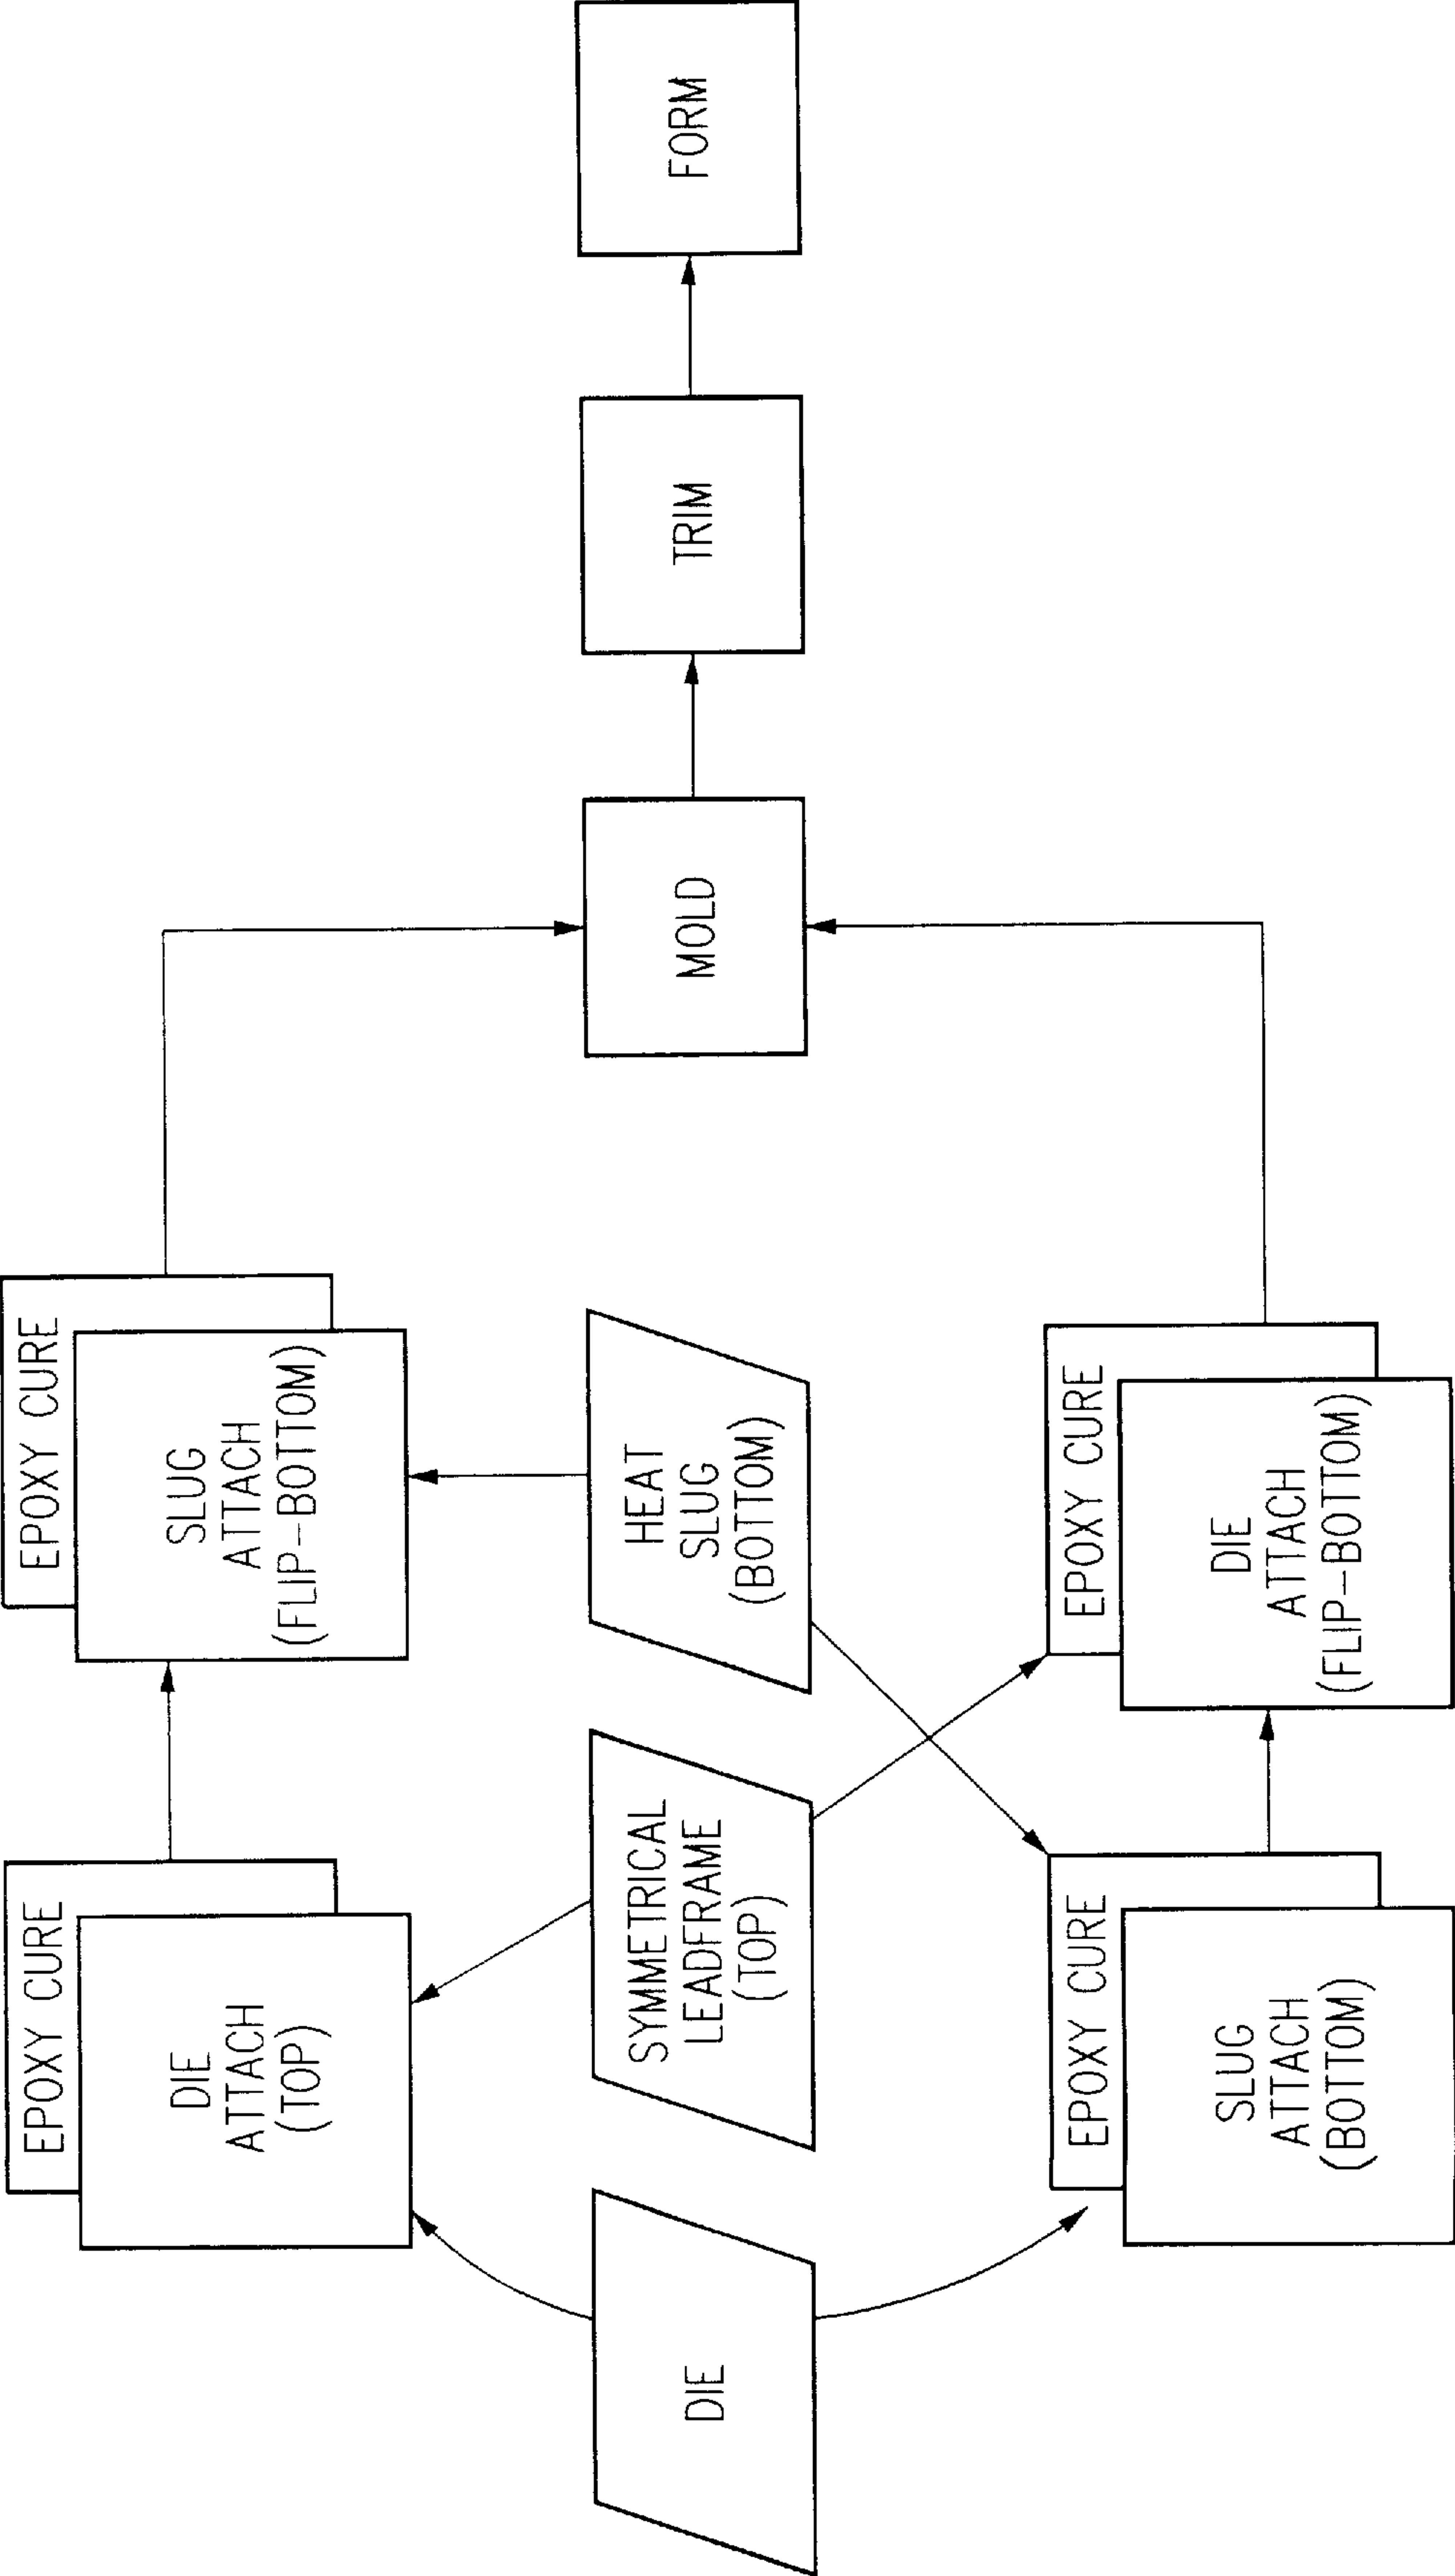 EPOXY CURE
DIE
ATTACH
(TOP)
EPOXY CURE
SLUG
ATTACH
(FLIP-BOTTOM)
DIE
SYMMETRICAL
LEADFRAME
(TOP)
HEAT
SLUG
(BOTTOM)
MOLD
TRIM
FORM
EPOXY CURE
SLUG
ATTACH
(BOTTOM)
EPOXY CURE
DIE
ATTACH
(FLIP-BOTTOM)